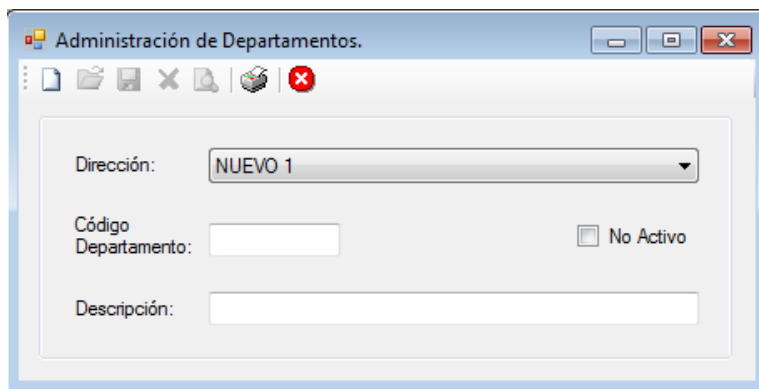 Administración de Departamentos.
Dirección:
NUEVO 1
Código
Departamento:
No Activo
Descripción: